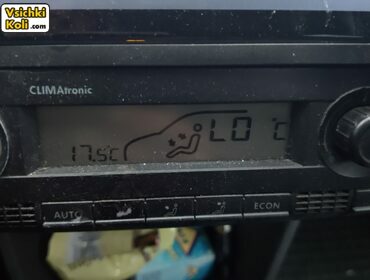 Vsichki
Koli .com
CLIMAtronic
17.5C LO C
AUTO ECON